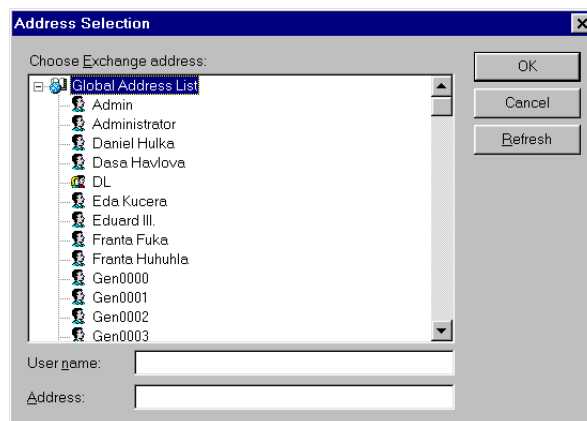 Address Selection
Choose Exchange address:
OK
Cancel
Refresh
Global Address List
Admin
Administrator
Daniel Hulka
Dasa Havlova
DL
Eda Kucera
Eduard III.
Franta Fuka
Franta Huhuhla
Gen0000
Gen0001
Gen0002
Gen0003
User name:
Address: